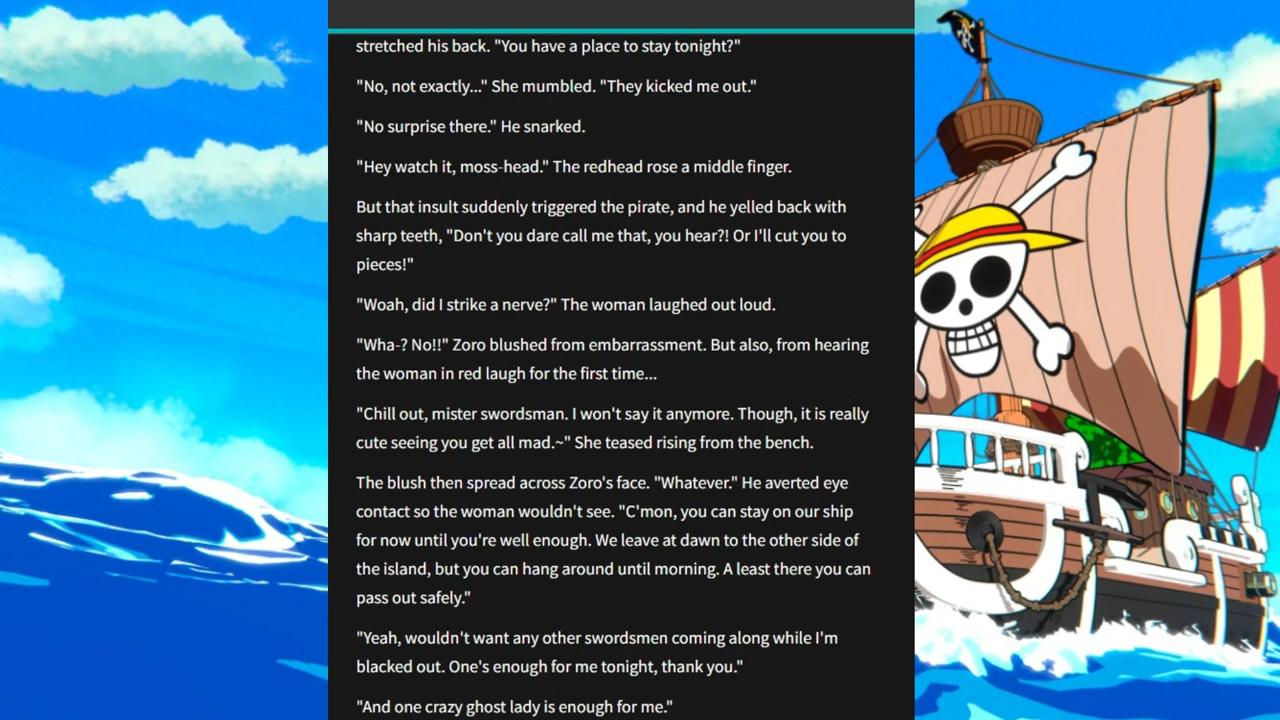 stretched his back. "You have a place to stay tonight?"
"No, not exactly..." She mumbled. "They kicked me out."
"No surprise there." He snarked.
"Hey watch it, moss-head." The redhead rose a middle finger.
But that insult suddenly triggered the pirate, and he yelled back with
sharp teeth, "Don't you dare call me that, you hear?! Or I'll cut you to
pieces!"
"Woah, did I strike a nerve?" The woman laughed out loud.
"Wha-? No!!" Zoro blushed from embarrassment. But also, from hearing
the woman in red laugh for the first time...
"Chill out, mister swordsman. I won't say it anymore. Though, it is really
cute seeing you get all mad.~" She teased rising from the bench.
The blush then spread across Zoro's face. "Whatever." He averted eye
contact so the woman wouldn't see. "C'mon, you can stay on our ship
for now until you're well enough. We leave at dawn to the other side of
the island, but you can hang around until morning. A least there you can
pass out safely."
"Yeah, wouldn't want any other swordsmen coming along while I'm
blacked out. One's enough for me tonight, thank you."
"And one crazy ghost lady is enough for me."